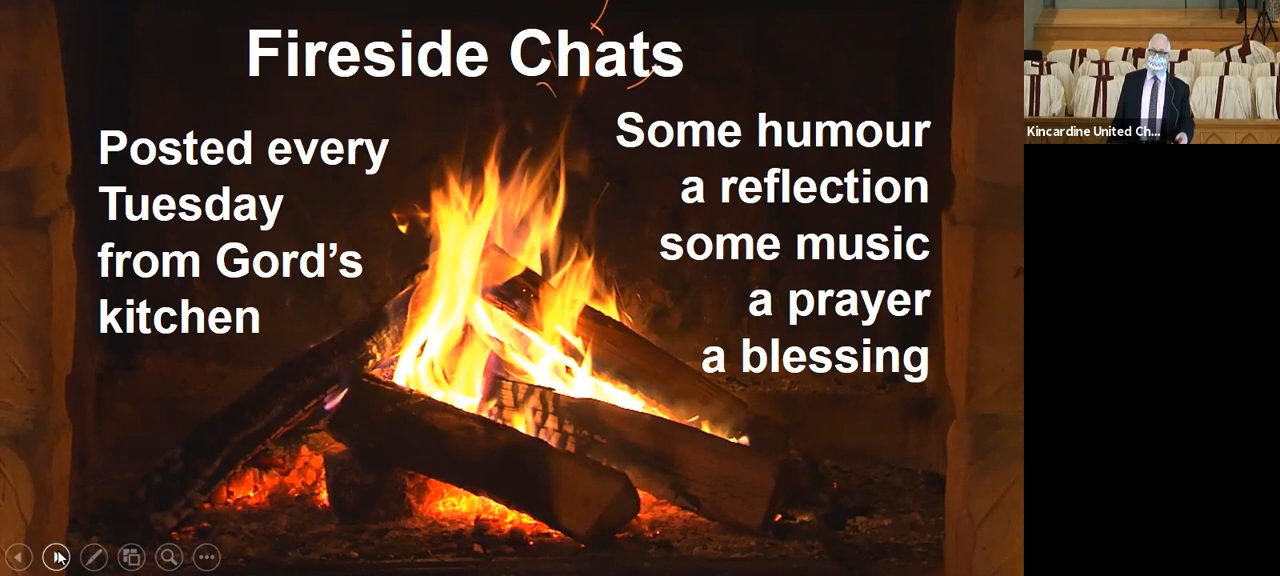 Fireside Chats
Posted every
Tuesday
from Gord’s
kitchen
Some humour
a reflection
some music
a prayer
a blessing
Kincardine United Ch...